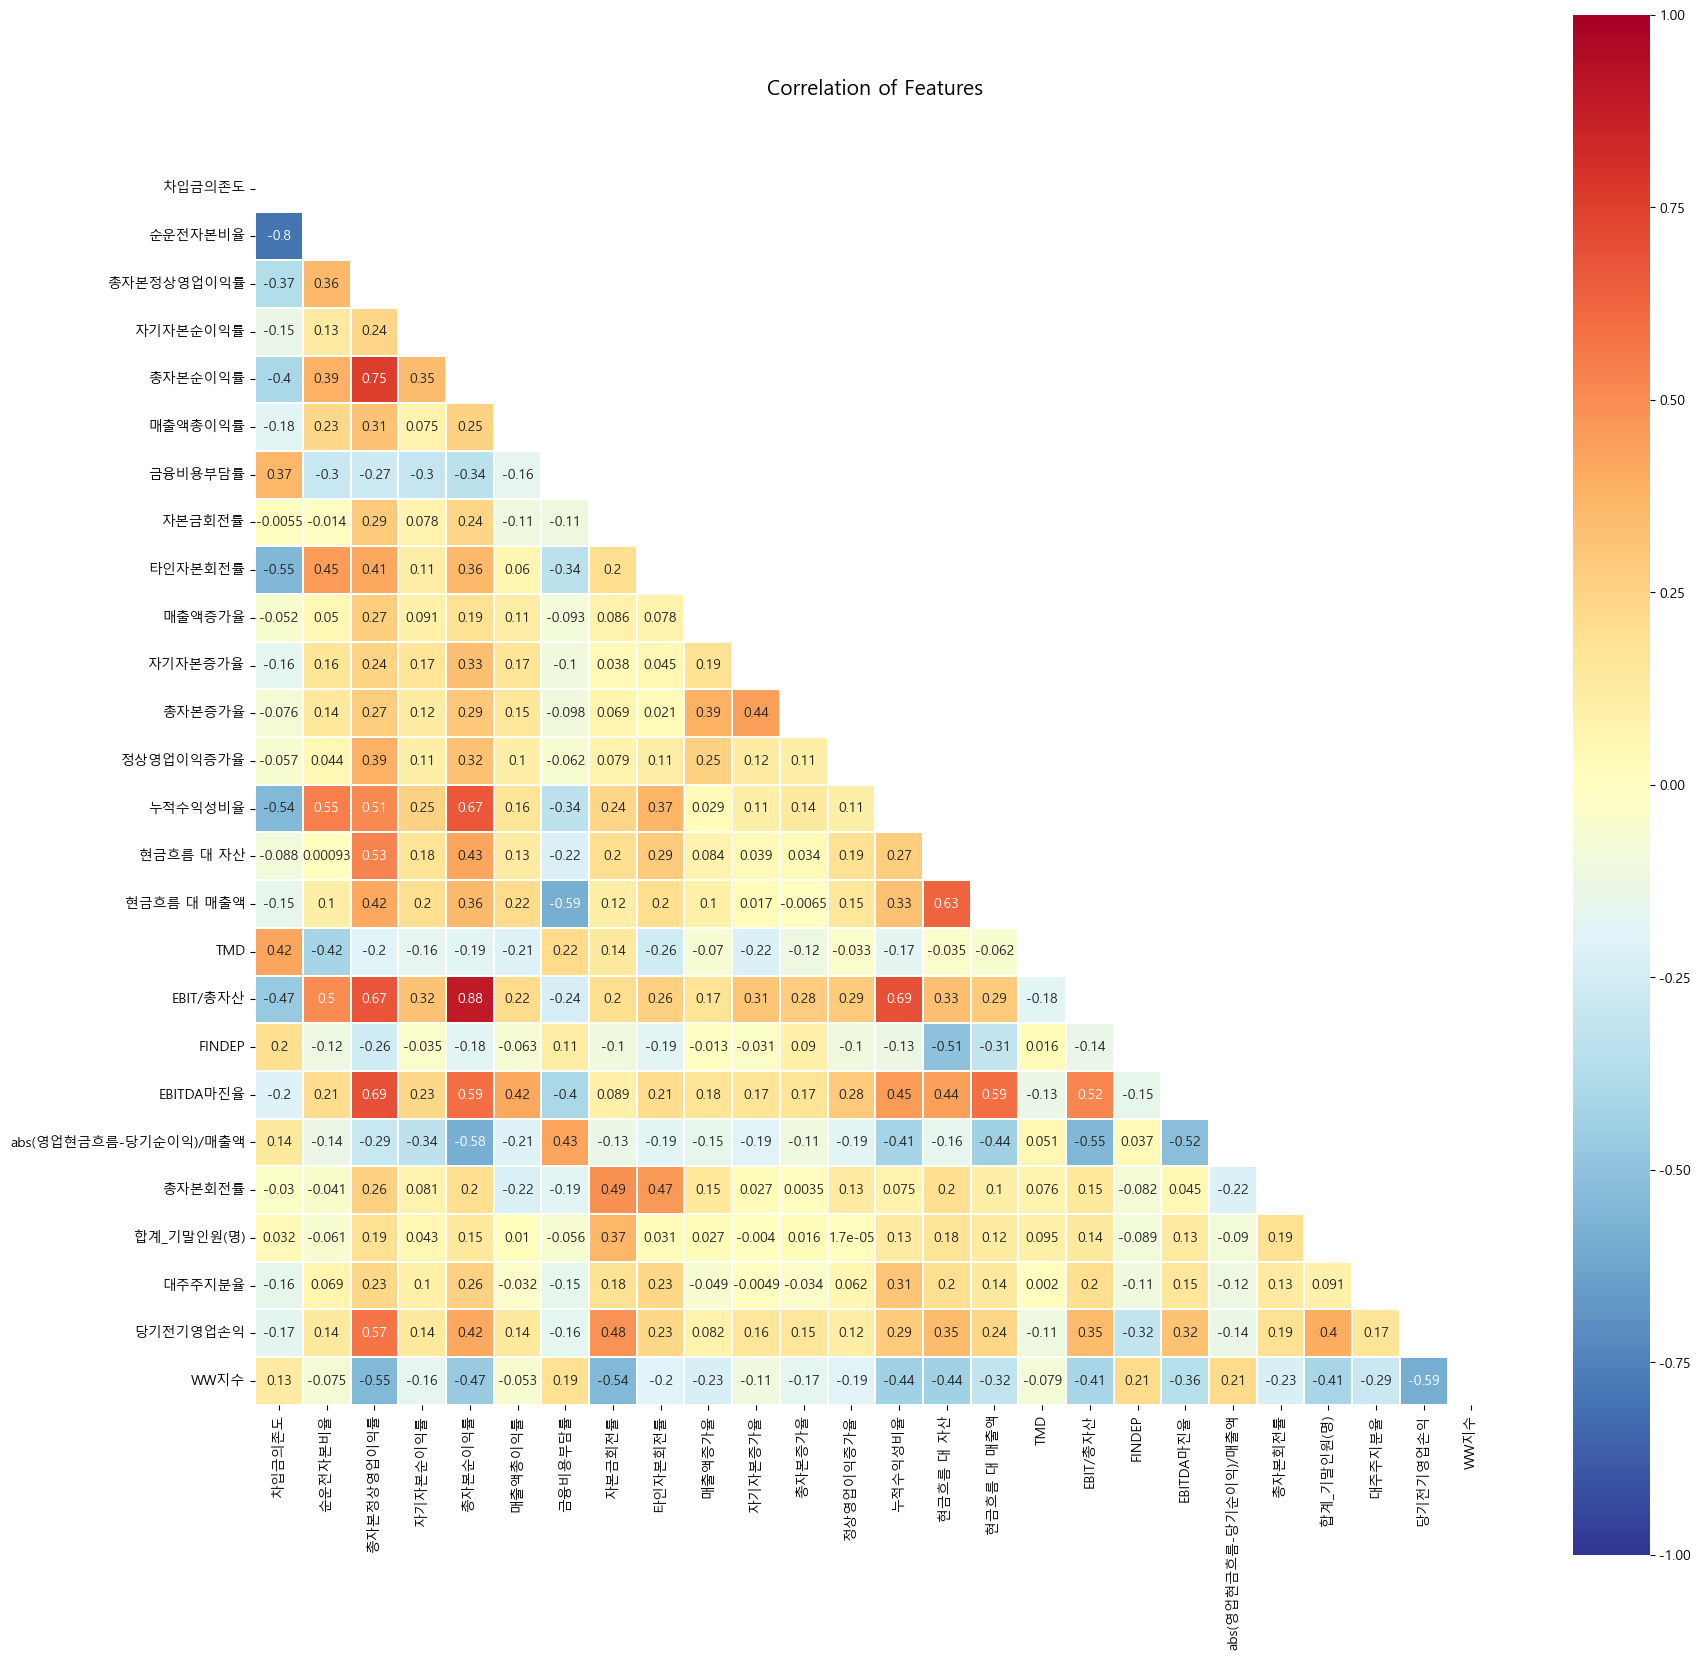 Correlation of Features
1.00
0.75
0.50
0.25
0.00
-0.25
-0.50
-0.75
-1.00
차입금의존도
순운전자본비율 -0.8
총자본정상영업이익률 -0.37 0.36
자기자본순이익률 -0.15 0.13 0.24
총자본순이익률 -0.4 0.39 0.75 0.35
매출액총이익률 -0.18 0.23 0.31 0.075 0.25
금융비용부담률 0.37 -0.3 -0.27 -0.3 -0.34 -0.16
자본금회전률 -0.0055 -0.014 0.29 0.078 0.24 -0.11 -0.11
타인자본회전률 -0.55 0.45 0.41 0.11 0.36 0.06 -0.34 0.2
매출액증가율 -0.052 0.05 0.27 0.091 0.19 0.11 -0.093 0.086 0.078
자기자본증가율 -0.16 0.16 0.24 0.17 0.33 0.17 -0.1 0.038 0.045 0.19
총자본증가율 -0.076 0.14 0.27 0.12 0.29 0.15 -0.098 0.069 0.021 0.39 0.44
정상영업이익증가율 -0.057 0.044 0.39 0.11 0.32 0.1 -0.062 0.079 0.11 0.25 0.12 0.11
누적수익성비율 -0.54 0.55 0.51 0.25 0.67 0.16 -0.34 0.24 0.37 0.029 0.11 0.14 0.11
현금흐름 대 자산 -0.088 0.00093 0.53 0.18 0.43 0.13 -0.22 0.2 0.29 0.084 0.039 0.034 0.19 0.27
현금흐름 대 매출액 -0.15 0.1 0.42 0.2 0.36 0.22 -0.59 0.12 0.2 0.1 0.017 -0.0065 0.15 0.33 0.63
TMD 0.42 -0.42 -0.2 -0.16 -0.19 -0.21 0.22 0.14 -0.26 -0.07 -0.22 -0.12 -0.033 -0.17 -0.035 -0.062
EBIT/총자산 -0.47 0.5 0.67 0.32 0.88 0.22 -0.24 0.2 0.26 0.17 0.31 0.28 0.29 0.69 0.33 0.29 -0.18
FINDEP 0.2 -0.12 -0.26 -0.035 -0.18 -0.063 0.11 -0.1 -0.19 -0.013 -0.031 0.09 -0.1 -0.13 -0.51 -0.31 0.016 -0.14
EBITDA마진율 -0.2 0.21 0.69 0.23 0.59 0.42 -0.4 0.089 0.21 0.18 0.17 0.17 0.28 0.45 0.44 0.59 -0.13 0.52 -0.15
abs(영업현금흐름-당기순이익)/매출액 0.14 -0.14 -0.29 -0.34 -0.58 -0.21 0.43 -0.13 -0.19 -0.15 -0.19 -0.11 -0.19 -0.41 -0.16 -0.44 0.051 -0.55 0.037 -0.52
총자본회전률 -0.03 -0.041 0.26 0.081 0.2 -0.22 -0.19 0.49 0.47 0.15 0.027 0.0035 0.13 0.075 0.2 0.1 0.076 0.15 -0.082 0.045 -0.22
합계_기말인원(명) 0.032 -0.061 0.19 0.043 0.15 0.01 -0.056 0.37 0.031 0.027 -0.004 0.016 1.7e-05 0.13 0.18 0.12 0.095 0.14 -0.089 0.13 -0.09 0.19
대주주지분율 -0.16 0.069 0.23 0.1 0.26 -0.032 -0.15 0.18 0.23 -0.049 -0.0049 -0.034 0.062 0.31 0.2 0.14 0.002 0.2 -0.11 0.15 -0.12 0.13 0.091
당기전기영업손익 -0.17 0.14 0.57 0.14 0.42 0.14 -0.16 0.48 0.23 0.082 0.16 0.15 0.12 0.29 0.35 0.24 -0.11 0.35 -0.32 0.32 -0.14 0.19 0.4 0.17
WW지수 0.13 -0.075 -0.55 -0.16 -0.47 -0.053 0.19 -0.54 -0.2 -0.23 -0.11 -0.17 -0.19 -0.44 -0.44 -0.32 -0.079 -0.41 0.21 -0.36 0.21 -0.23 -0.41 -0.29 -0.59
차입금의존도
순운전자본비율
총자본정상영업이익률
자기자본순이익률
총자본순이익률
매출액총이익률
금융비용부담률
자본금회전률
타인자본회전률
매출액증가율
자기자본증가율
총자본증가율
정상영업이익증가율
누적수익성비율
현금흐름 대 자산
현금흐름 대 매출액
TMD
EBIT/총자산
FINDEP
EBITDA마진율
abs(영업현금흐름-당기순이익)/매출액
총자본회전률
합계_기말인원(명)
대주주지분율
당기전기영업손익
WW지수